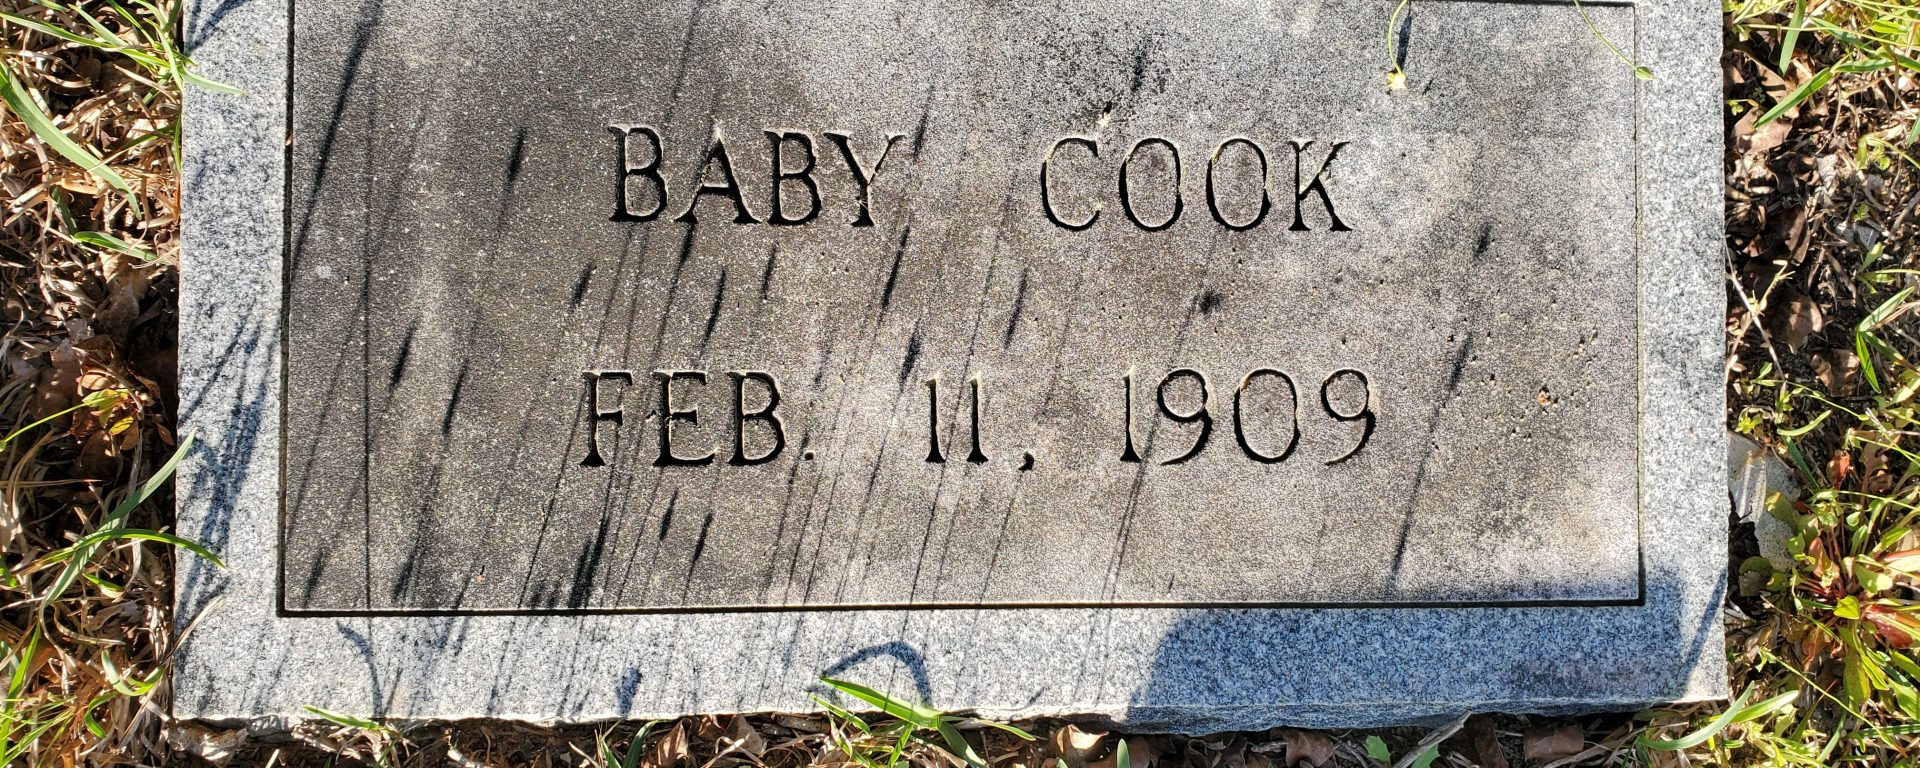 BABY COOK
FEB. 11, 1909